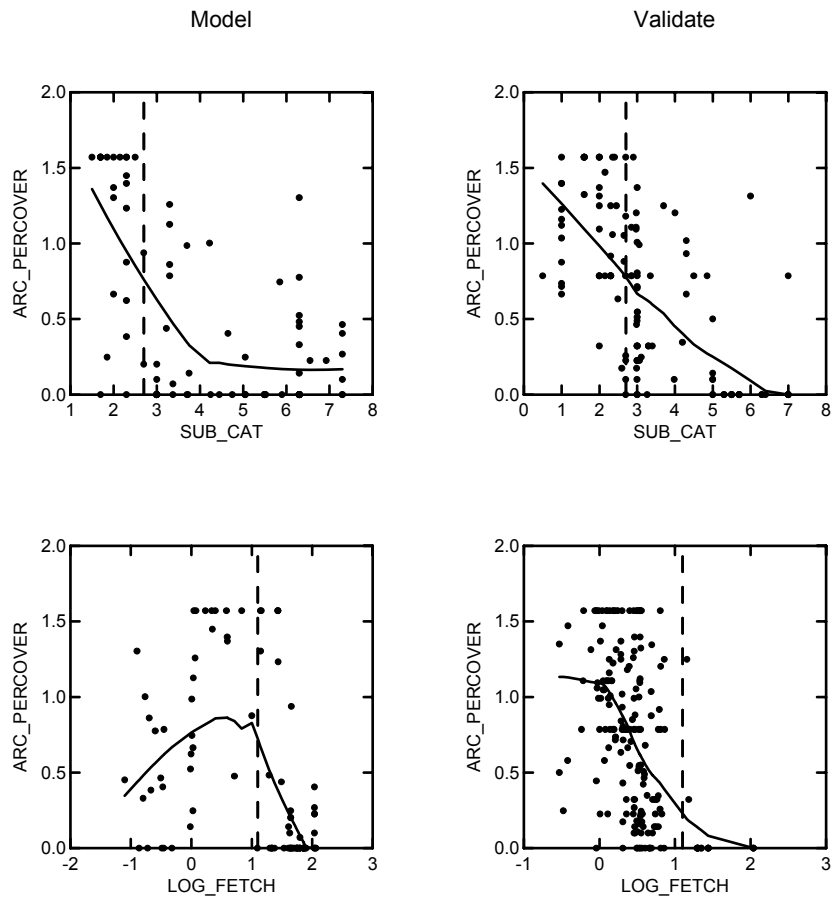 Model Validate
2.0 2.0
1.5 1.5
ARC_PERCOVER ARC_PERCOVER
1.0 1.0
0.5 0.5
0.0 0.0
1 2 3 4 5 6 7 8 0 1 2 3 4 5 6 7 8
SUB_CAT SUB_CAT
2.0 2.0
1.5 1.5
ARC_PERCOVER ARC_PERCOVER
1.0 1.0
0.5 0.5
0.0 0.0
-2 -1 0 1 2 3 -1 0 1 2 3
LOG_FETCH LOG_FETCH